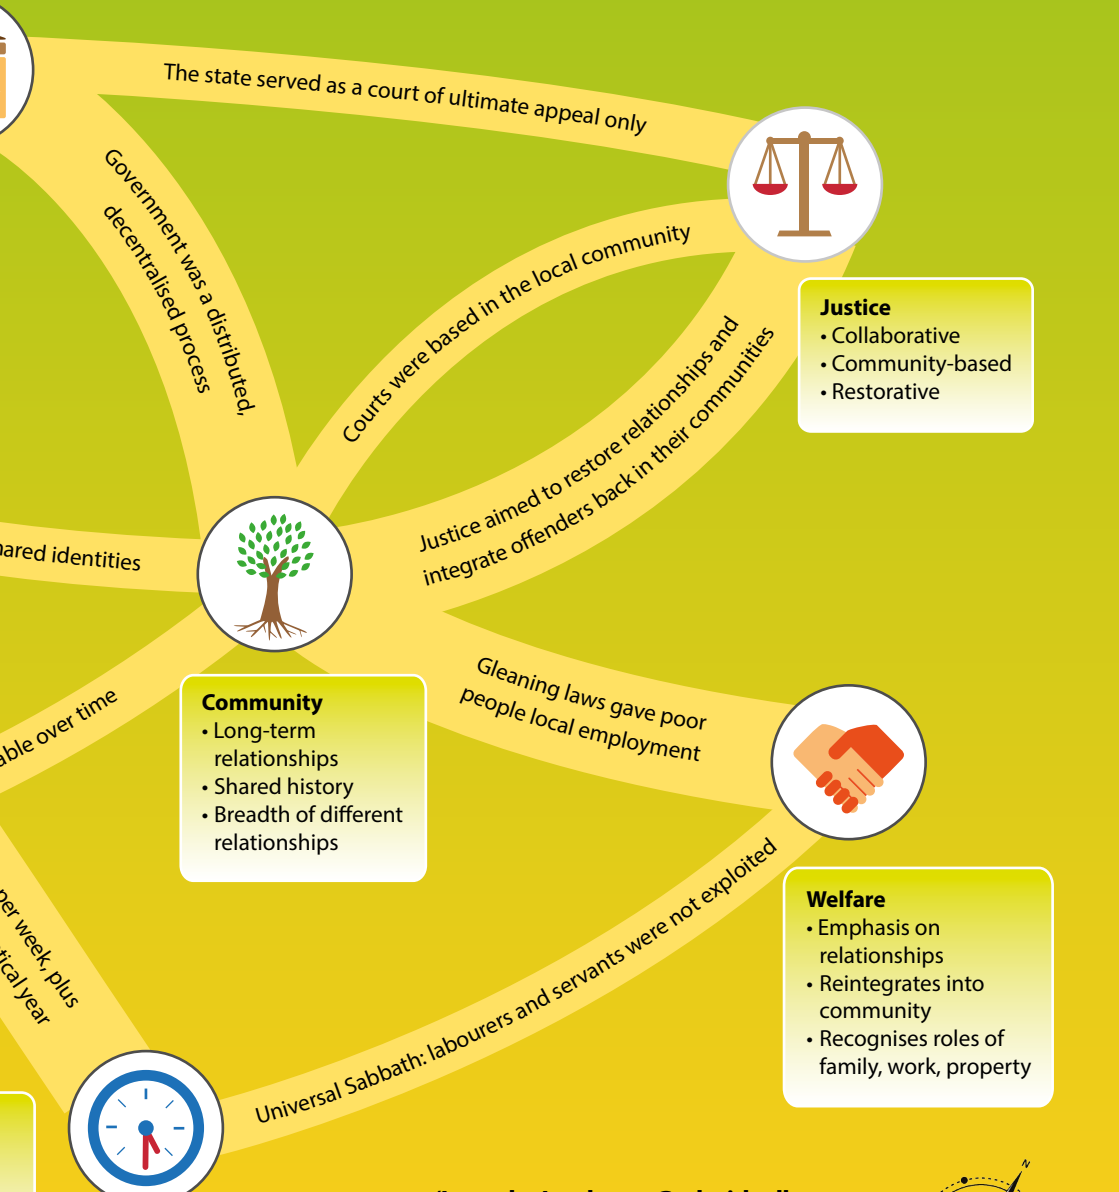 The state served as a court of ultimate appeal only
Government was a distributed,
decentralised process
Courts were based in the local community
Justice aimed to restore relationships and
integrate offenders back in their communities
Justice
• Collaborative
• Community-based
• Restorative
identities
Community
• Long-term
relationships
• Shared history
• Breadth of different
relationships
over time
Gleaning laws gave poor
people local employment
per week, plus
year
Universal Sabbath: labourers and servants were not exploited
Welfare
• Emphasis on
relationships
• Reintegrates into
community
• Recognises roles of
family, work, property
N